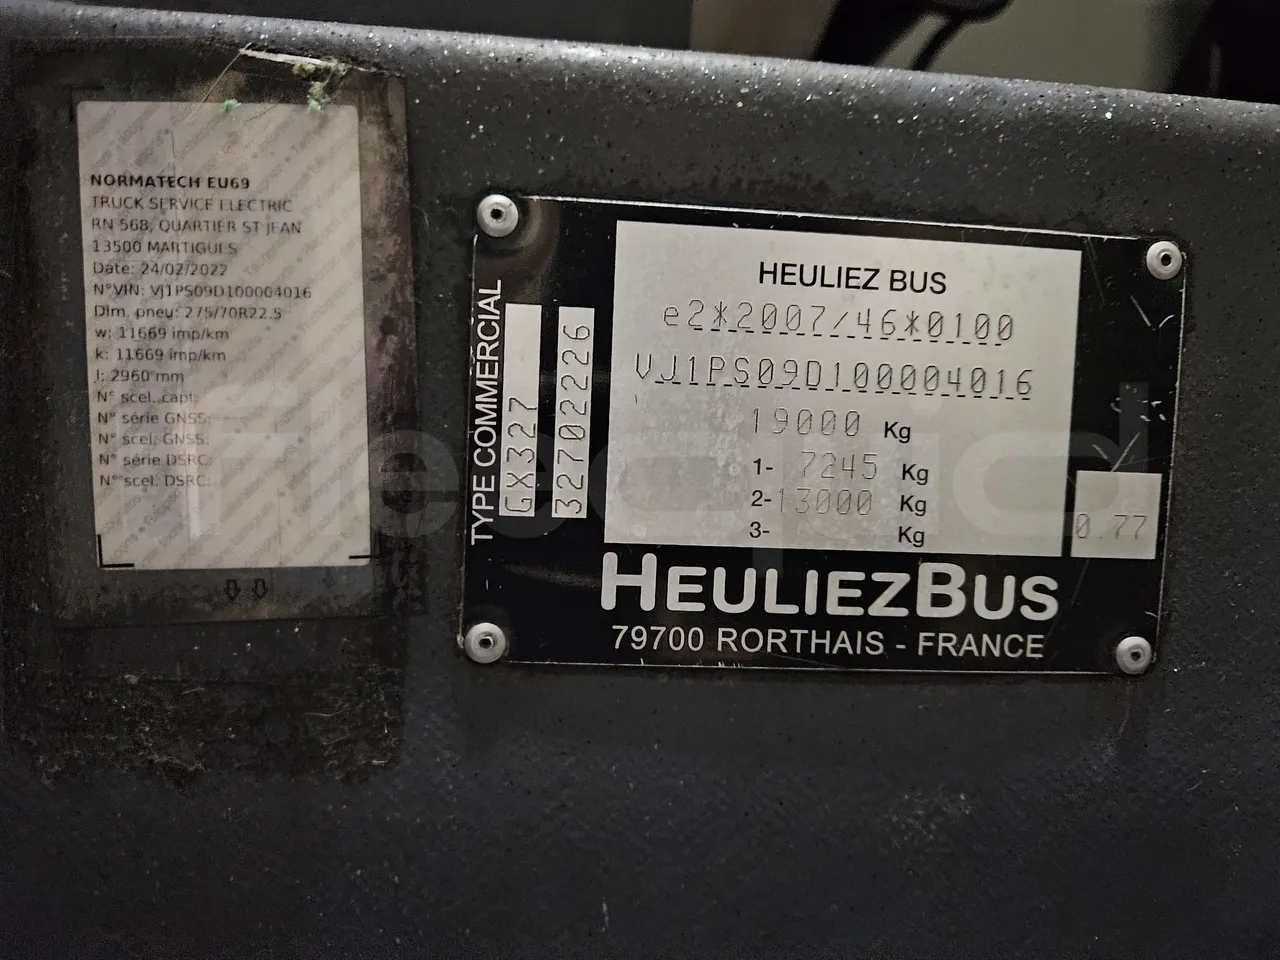 NORMATECH EU69
TRUCK SERVICE ELECTRIC
RN 568, QUARTIER ST JEAN
13500 MARTIGUES
Date: 24/02/2022
N°VIN: Vj1PS09D100004016
Dim. pneu: 275/70R22.5
w: 11669 imp/km
k: 11669 imp/km
l: 2960 mm
N° scel. capt:
N° série GNSS:
N° scel. GNSS:
N° série DSRC:
N° scel. DSRC:
TYPE COMMERCIAL
GX327
32702226
HEULIEZ BUS
e2*2007/46*0100
VJ1PS09D100004016
19000 Kg
1- 7245 Kg
2- 13000 Kg
3- Kg
0.77
HEULIEZBUS
79700 RORTHAIS - FRANCE